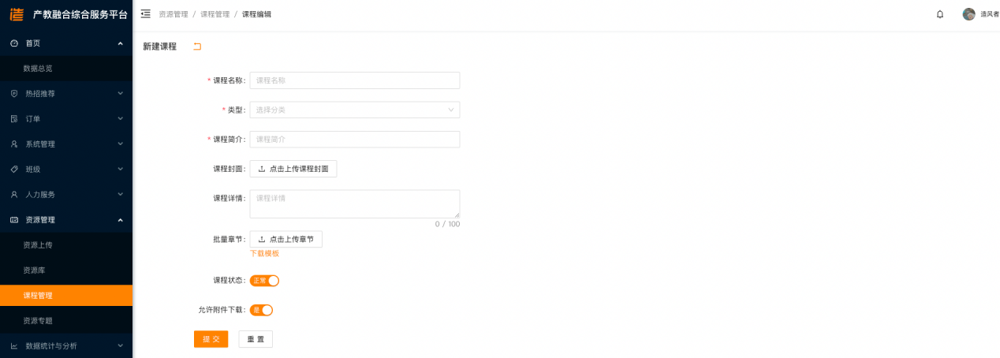 造 产教融合综合服务平台
资源管理 / 课程管理 / 课程编辑
造风者
首页
数据总览
热招推荐
订单
系统管理
班级
人力服务
资源管理
资源上传
资源库
课程管理
资源专题
数据统计与分析
新建课程
* 课程名称: 课程名称
* 类型: 选择分类
* 课程简介: 课程简介
课程封面: 点击上传课程封面
课程详情: 课程详情
0 / 100
批量章节: 点击上传章节
下载模板
课程状态: 正常
允许附件下载: 是
提 交 重 置